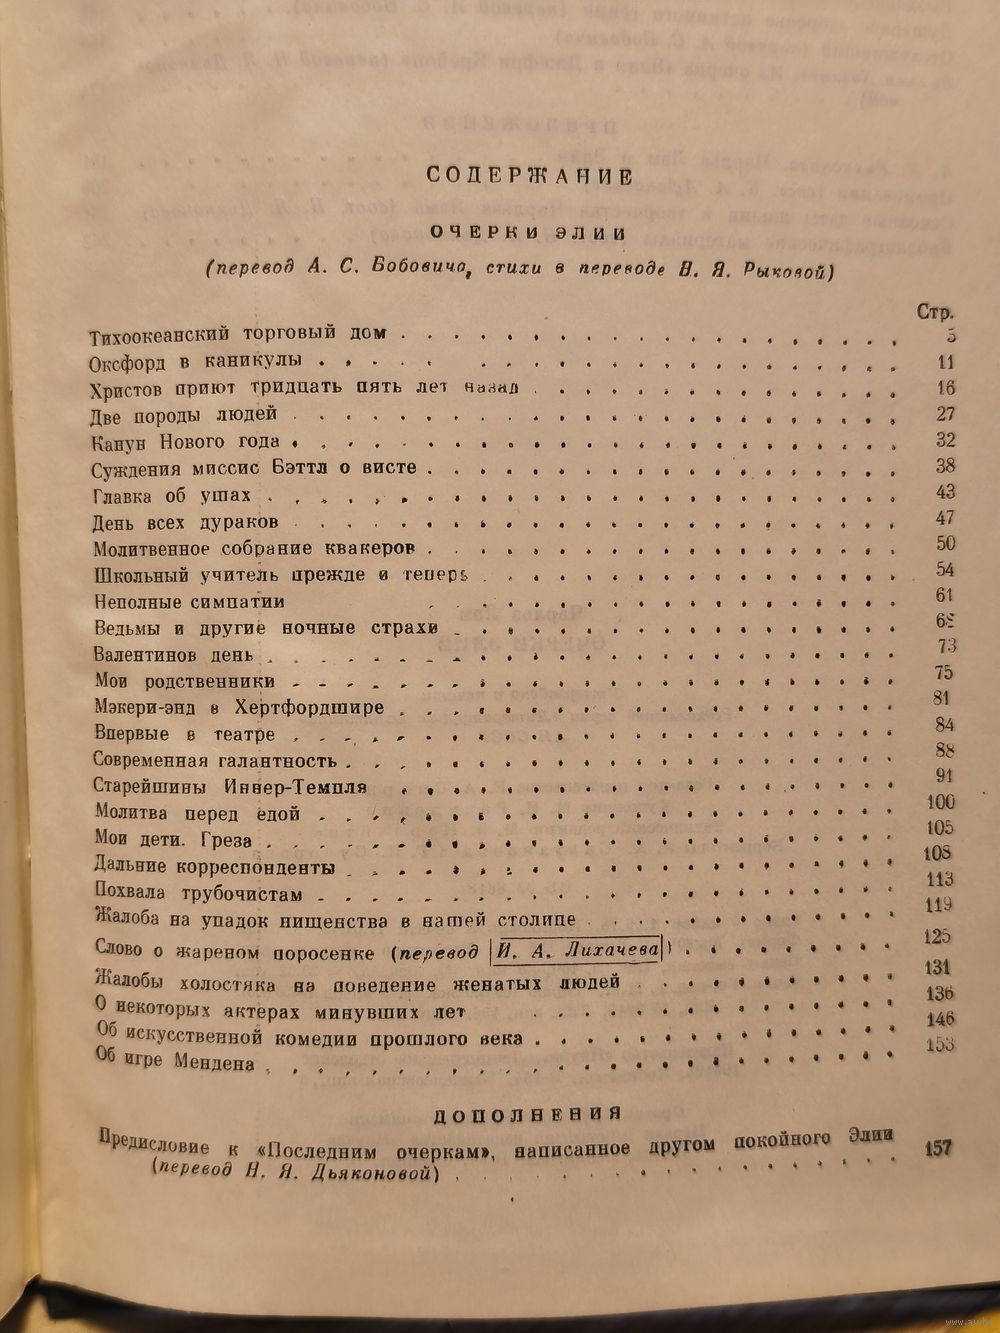 СОДЕРЖАНИЕ
ОЧЕРКИ ЭЛИИ
(перевод А. С. Бобовича, стихи в переводе Н. Я. Рыковой)
Стр.
Тихоокеанский торговый дом . . . . . 5
Оксфорд в каникулы . . . . . 11
Христов приют тридцать пять лет назад . . . . . 16
Две породы людей . . . . . 27
Канун Нового года . . . . . 32
Суждения миссис Бэттл о висте . . . . . 38
Главка об ушах . . . . . 43
День всех дураков . . . . . 47
Молитвенное собрание квакеров . . . . . 50
Школьный учитель прежде и теперь . . . . . 54
Неполные симпатии . . . . . 61
Ведьмы и другие ночные страхи . . . . . 68
Валентинов день . . . . . 73
Мои родственники . . . . . 75
Мэкери-энд в Хертфордшире . . . . . 81
Впервые в театре . . . . . 84
Современная галантность . . . . . 88
Старейшины Иннер-Темпля . . . . . 91
Молитва перед едой . . . . . 100
Мои дети. Греза . . . . . 105
Дальние корреспонденты . . . . . 108
Похвала трубочистам . . . . . 113
Жалоба на упадок нищенства в нашей столице . . . . . 119
Слово о жареном поросенке (перевод И. А. Лихачева) . . . . . 125
Жалобы холостяка на поведение женатых людей . . . . . 131
О некоторых актерах минувших лет . . . . . 136
Об искусственной комедии прошлого века . . . . . 146
Об игре Мендена . . . . . 153
ДОПОЛНЕНИЯ
Предисловие к «Последним очеркам», написанное другом покойного Элии
(перевод Н. Я. Дьяконовой) . . . . . 157